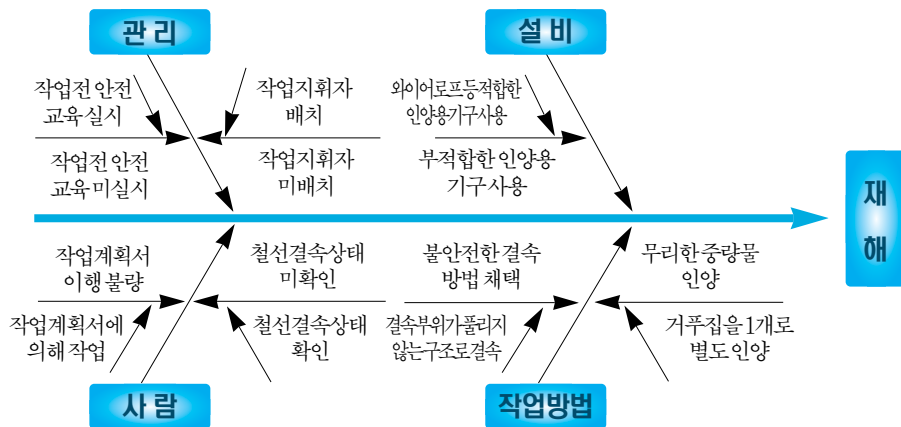 관 리
설 비
작업전 안전
교육 실시
작업지휘자
배치
와이어로프등적합한
인양용기구사용
작업전 안전
교육 미실시
작업지휘자
미배치
부적합한 인양용
기구 사용
재
해
작업계획서
이행 불량
철선결속상태
미확인
불안전한 결속
방법 채택
무리한 중량물
인양
작업계획서에
의해 작업
철선결속상태
확인
결속부위가풀리지
않는구조로결속
거푸집을 1개로
별도 인양
사 람
작업방법